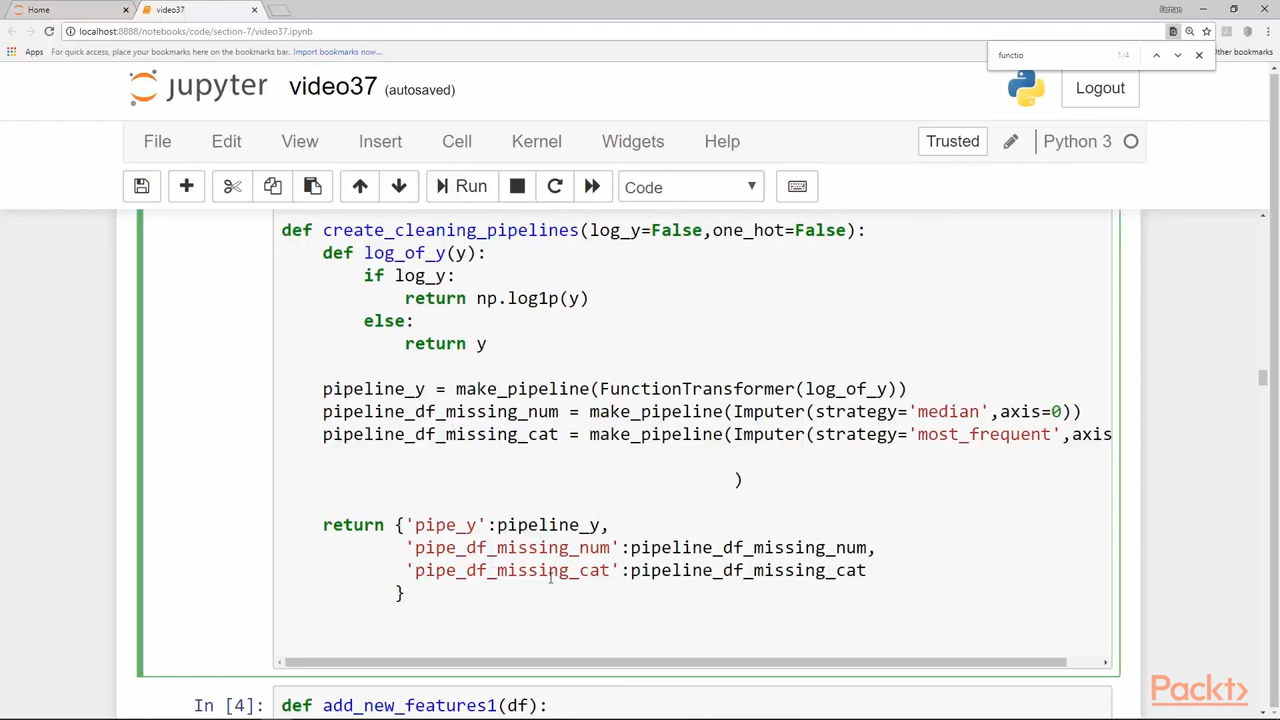 Home
video37
Farhan
localhost:8888/notebooks/code/section-7/video37.ipynb
Apps For quick access, place your bookmarks here on the bookmarks bar. Import bookmarks now...
Other bookmarks
functio 1/4
jupyter video37 (autosaved)
Logout
File Edit View Insert Cell Kernel Widgets Help
Trusted Python 3
Run Code
def create_cleaning_pipelines(log_y=False,one_hot=False):
def log_of_y(y):
if log_y:
return np.log1p(y)
else:
return y
pipeline_y = make_pipeline(FunctionTransformer(log_of_y))
pipeline_df_missing_num = make_pipeline(Imputer(strategy='median',axis=0))
pipeline_df_missing_cat = make_pipeline(Imputer(strategy='most_frequent',axis
)
return {'pipe_y':pipeline_y,
'pipe_df_missing_num':pipeline_df_missing_num,
'pipe_df_missing_cat':pipeline_df_missing_cat
}
In [4]: def add_new_features1(df):
Packt>